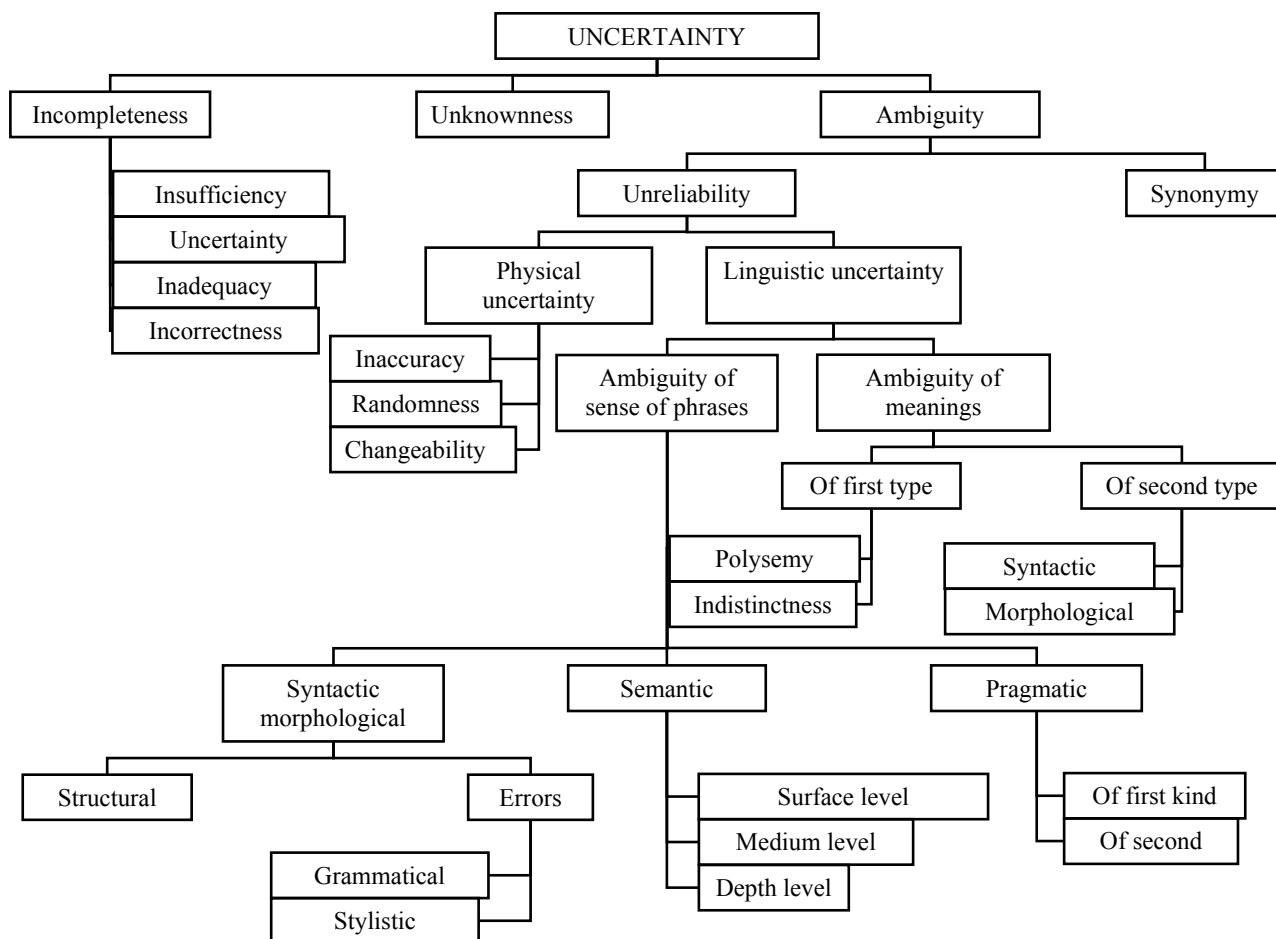 UNCERTAINTY
Incompleteness
Unknownness
Ambiguity
Insufficiency
Uncertainty
Inadequacy
Incorrectness
Unreliability
Synonymy
Physical
uncertainty
Linguistic uncertainty
Inaccuracy
Randomness
Changeability
Ambiguity of
sense of phrases
Ambiguity of
meanings
Of first type
Of second type
Polysemy
Indistinctness
Syntactic
Morphological
Syntactic
morphological
Semantic
Pragmatic
Structural
Errors
Grammatical
Stylistic
Surface level
Medium level
Depth level
Of first kind
Of second